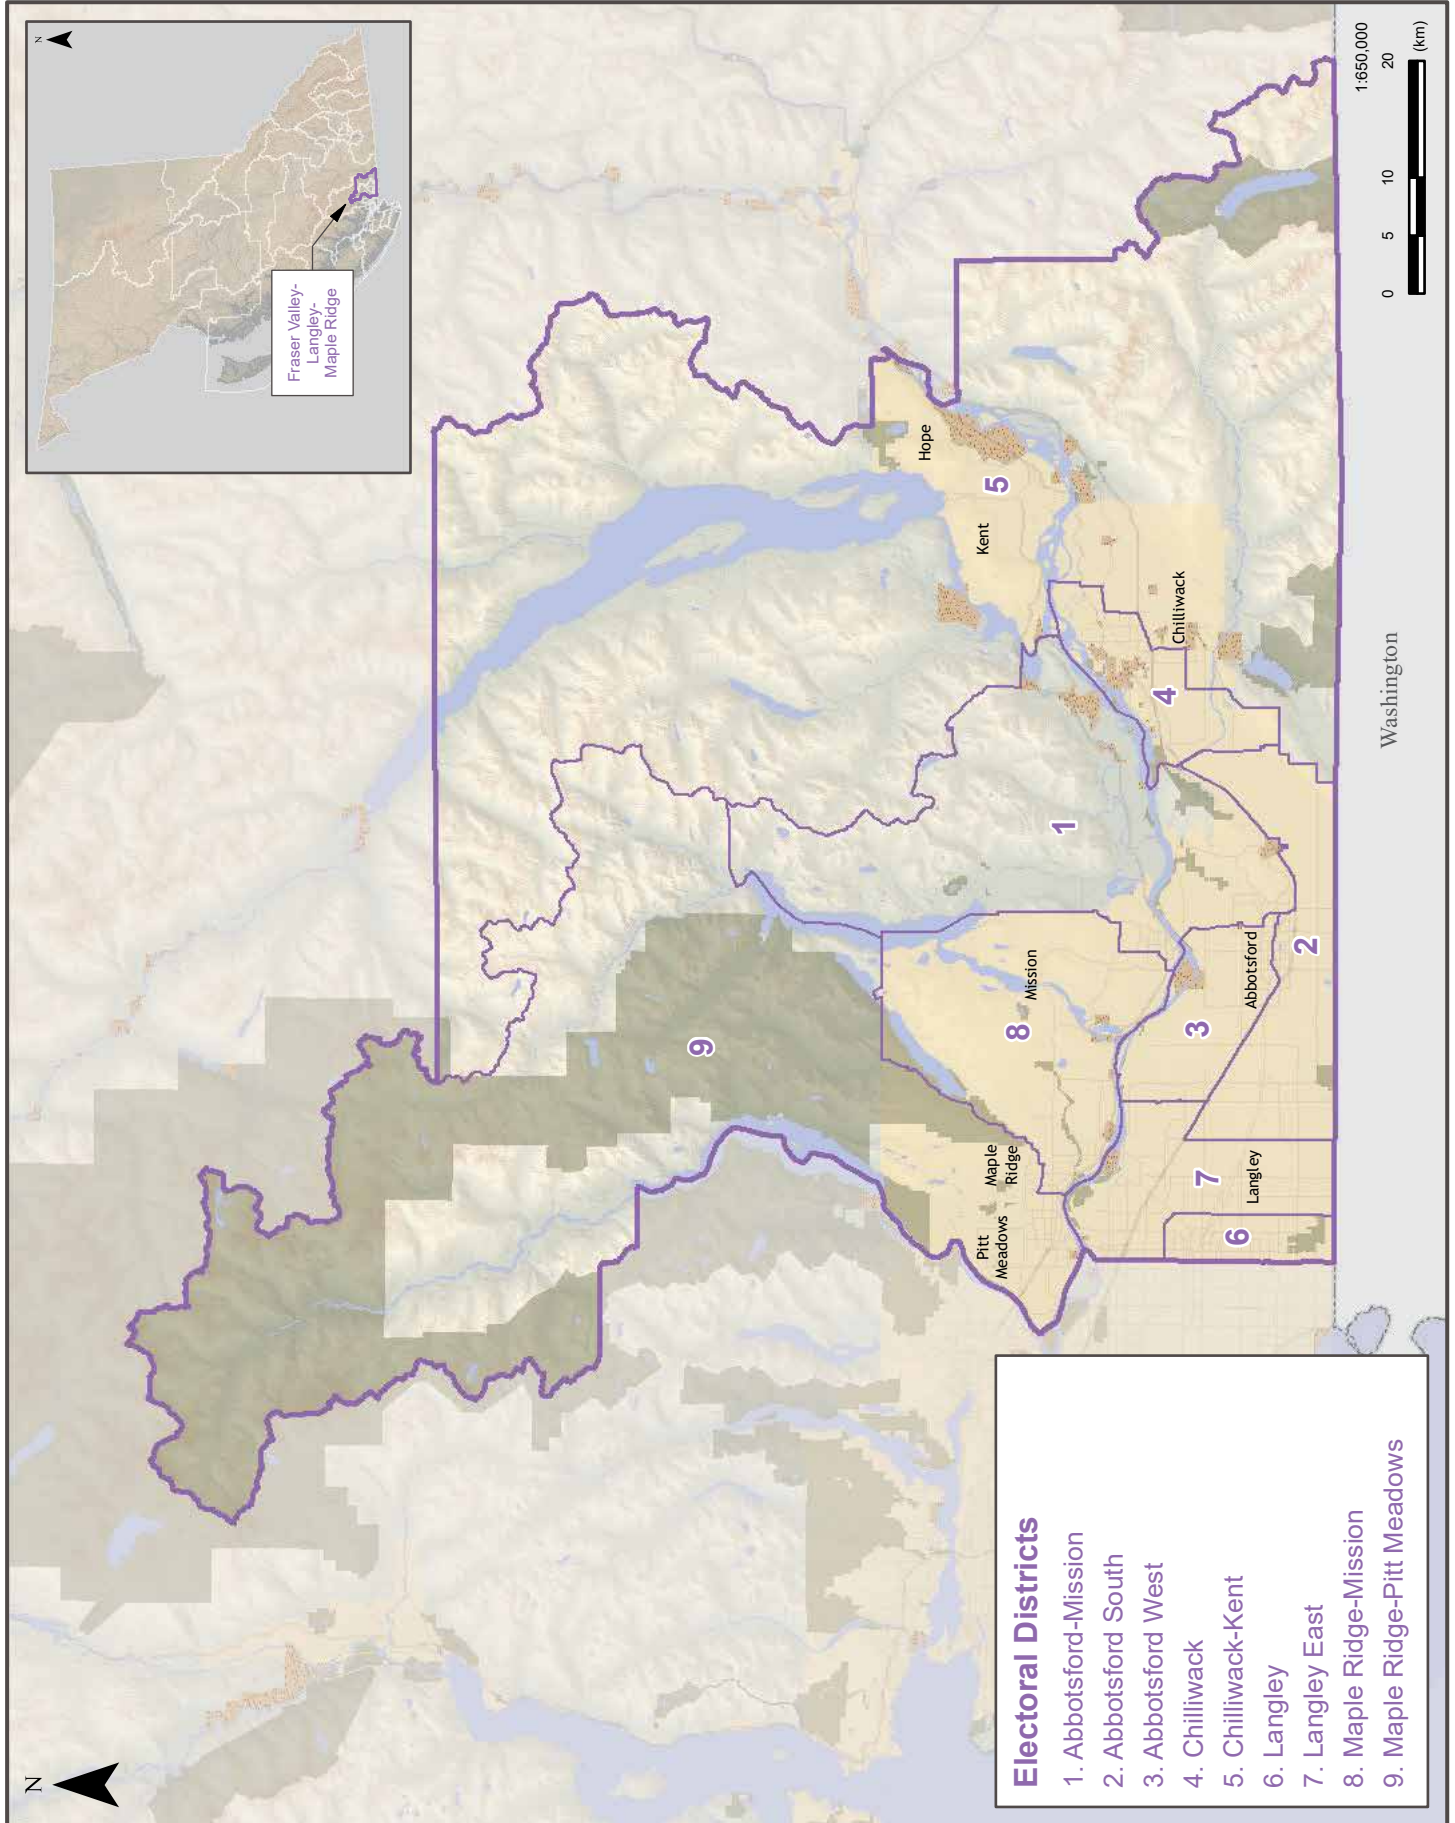 N
N
Fraser Valley-
Langley-
Maple Ridge
Hope
5
Kent
Chilliwack
4
1
9
Mission
8
Maple
Ridge
Pitt
Meadows
Abbotsford
3
2
7
Langley
6
Washington
1:650,000
0
5
10
20
(km)
Electoral Districts
1. Abbotsford-Mission
2. Abbotsford South
3. Abbotsford West
4. Chilliwack
5. Chilliwack-Kent
6. Langley
7. Langley East
8. Maple Ridge-Mission
9. Maple Ridge-Pitt Meadows